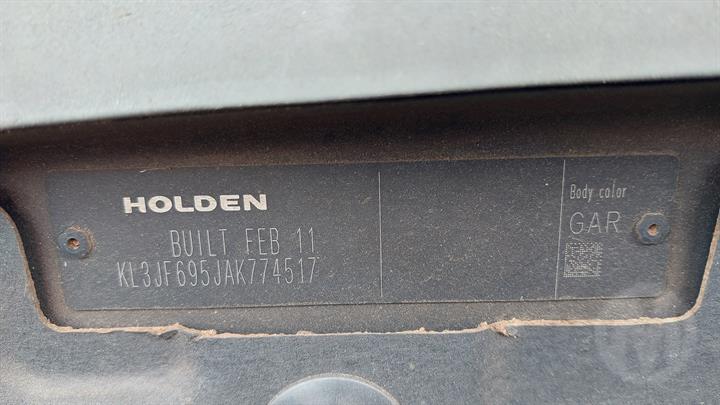 HOLDEN
BUILT FEB 11
KL3JF695JAK774517
Body color
GAR